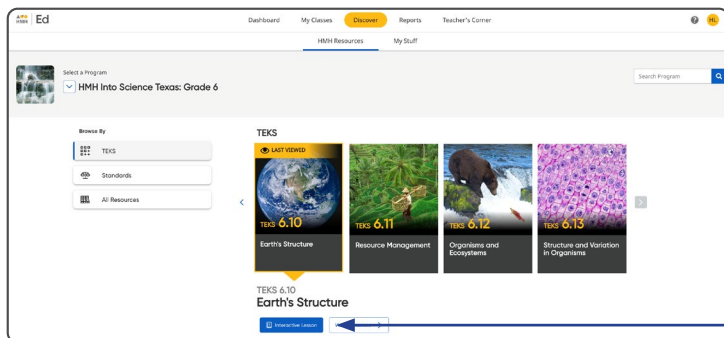 HMH Ed
Dashboard My Classes Discover Reports Teacher's Corner
HL
HMH Resources My Stuff
Select a Program
HMH Into Science Texas: Grade 6
Search Program
Browse By
TEKS
Standards
All Resources
TEKS
LAST VIEWED
TEKS 6.10
Earth's Structure
TEKS 6.11
Resource Management
TEKS 6.12
Organisms and
Ecosystems
TEKS 6.13
Structure and Variation
in Organisms
TEKS 6.10
Earth's Structure
Interactive Lesson